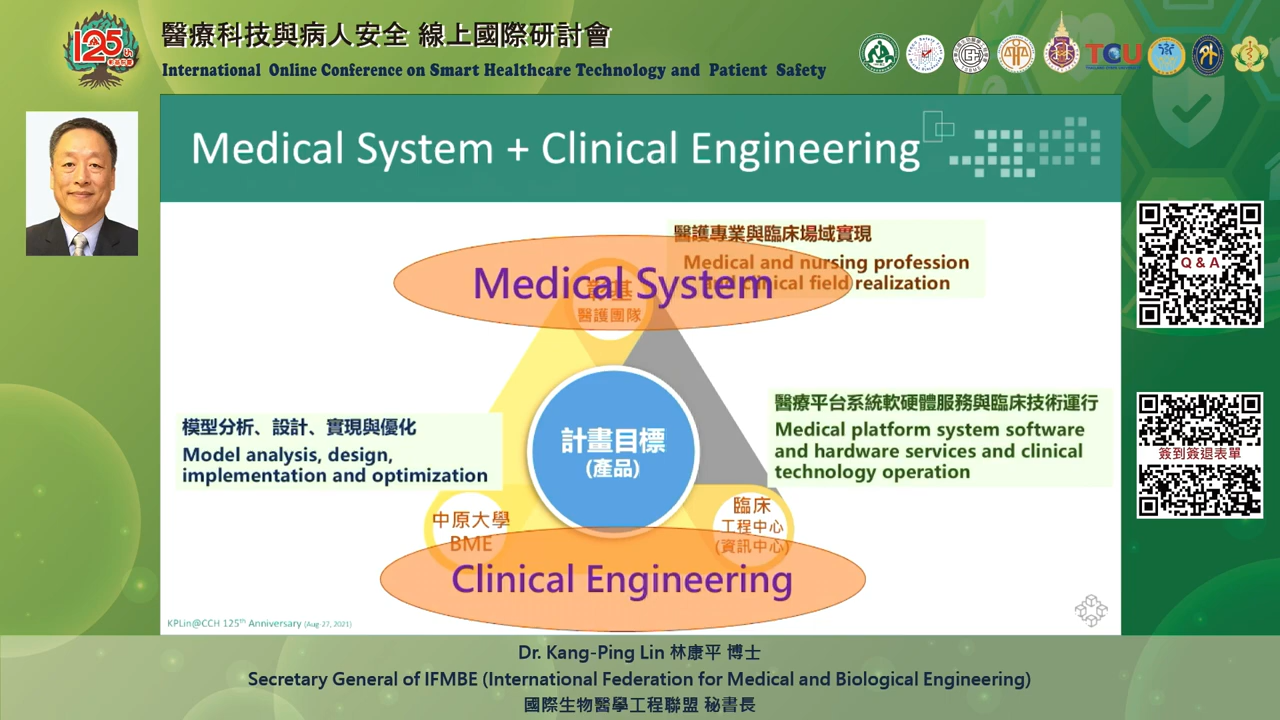 125th
醫療科技與病人安全 線上國際研討會
International Online Conference on Smart Healthcare Technology and Patient Safety
TCU
Medical System + Clinical Engineering
醫護專業與臨床場域實現
Medical and nursing profession
and clinical field realization
Medical System
彰基
醫護團隊
Q & A
模型分析、設計、實現與優化
Model analysis, design,
implementation and optimization
計畫目標
(產品)
醫療平台系統軟硬體服務與臨床技術運行
Medical platform system software
and hardware services and clinical
technology operation
簽到簽退表單
中原大學
BME
臨床
工程中心
(資訊中心)
Clinical Engineering
KPLin@CCH 125th Anniversary (Aug-27, 2021)
Dr. Kang-Ping Lin 林康平 博士
Secretary General of IFMBE (International Federation for Medical and Biological Engineering)
國際生物醫學工程聯盟 秘書長